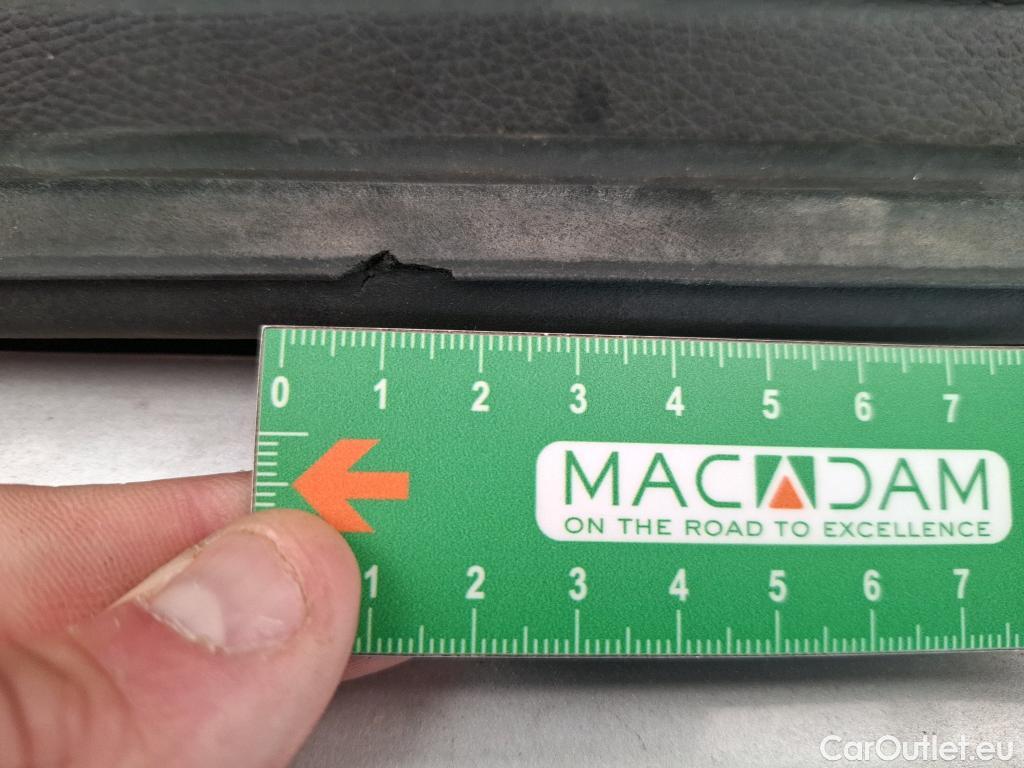 0 1 2 3 4 5 6 7
MACADAM
ON THE ROAD TO EXCELLENCE
1 2 3 4 5 6 7
CarOutlet.eu